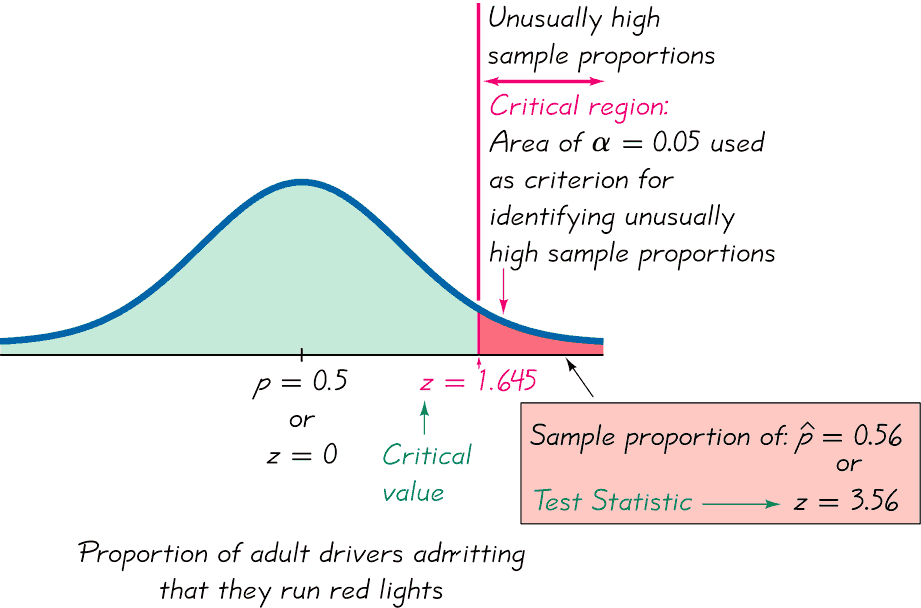 Unusually high
sample proportions
Critical region:
Area of α = 0.05 used
as criterion for
identifying unusually
high sample proportions
p = 0.5
or
z = 0
z = 1.645
Critical
value
Sample proportion of: p̂ = 0.56
or
Test Statistic z = 3.56
Proportion of adult drivers admitting
that they run red lights